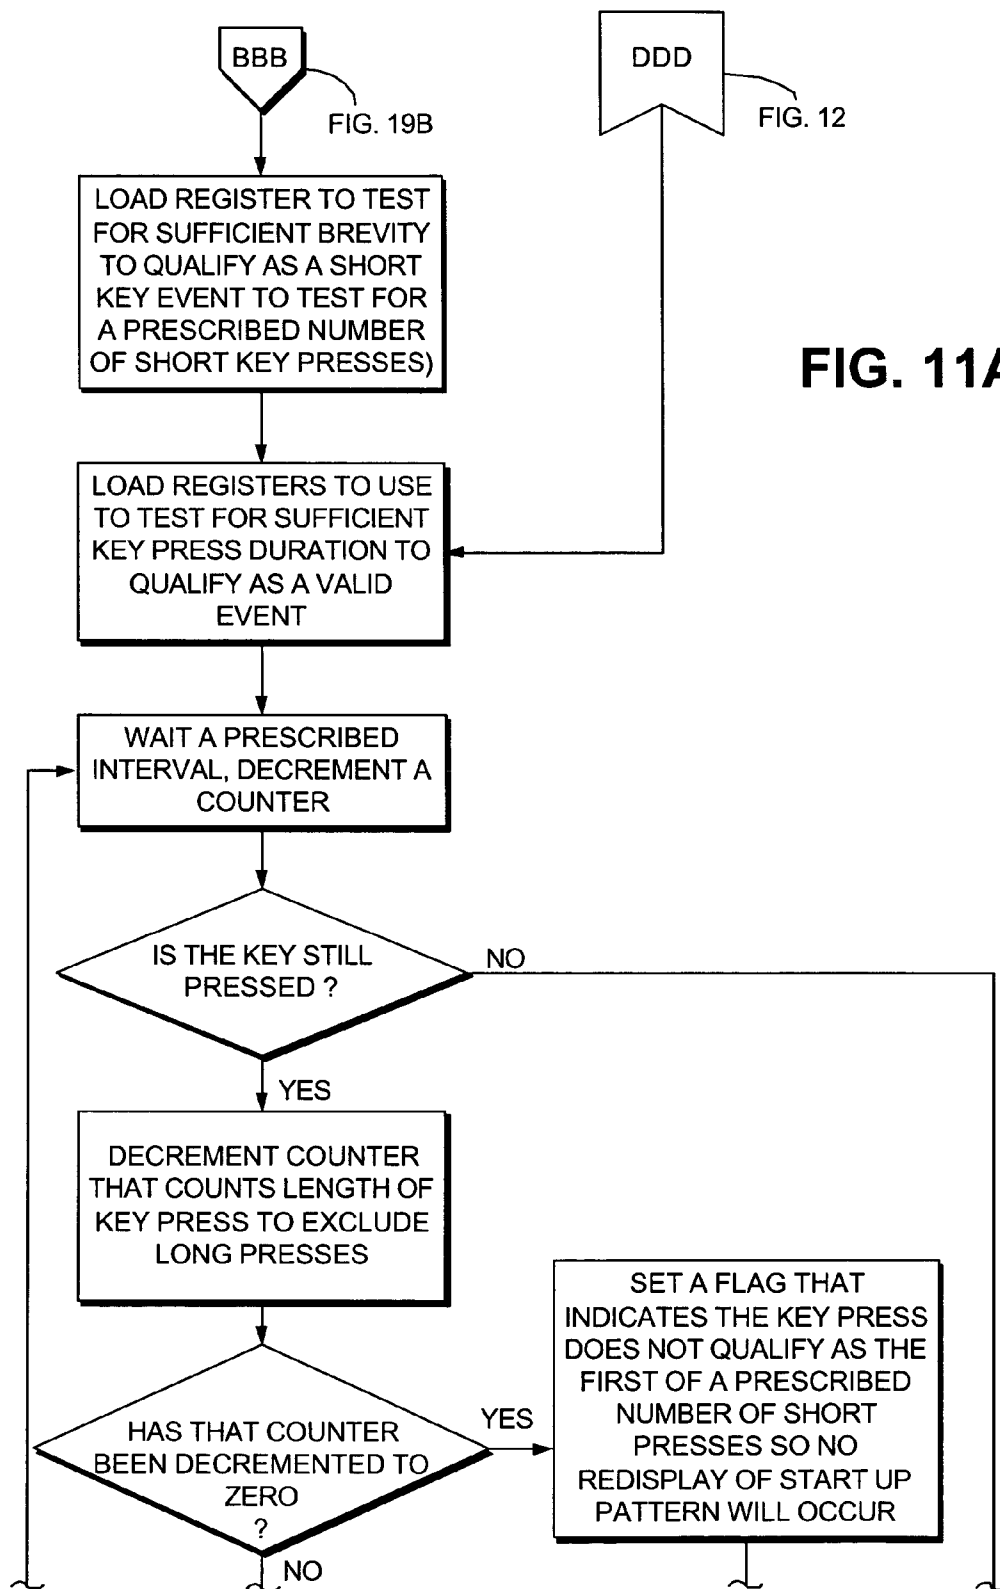 BBB
DDD
FIG. 19B
FIG. 12
LOAD REGISTER TO TEST
FOR SUFFICIENT BREVITY
TO QUALIFY AS A SHORT
KEY EVENT TO TEST FOR
A PRESCRIBED NUMBER
OF SHORT KEY PRESSES)
FIG. 11A
LOAD REGISTERS TO USE
TO TEST FOR SUFFICIENT
KEY PRESS DURATION TO
QUALIFY AS A VALID
EVENT
WAIT A PRESCRIBED
INTERVAL, DECREMENT A
COUNTER
IS THE KEY STILL
PRESSED ?
NO
YES
DECREMENT COUNTER
THAT COUNTS LENGTH OF
KEY PRESS TO EXCLUDE
LONG PRESSES
HAS THAT COUNTER
BEEN DECREMENTED TO
ZERO
?
YES
NO
SET A FLAG THAT
INDICATES THE KEY PRESS
DOES NOT QUALIFY AS THE
FIRST OF A PRESCRIBED
NUMBER OF SHORT
PRESSES SO NO
REDISPLAY OF START UP
PATTERN WILL OCCUR